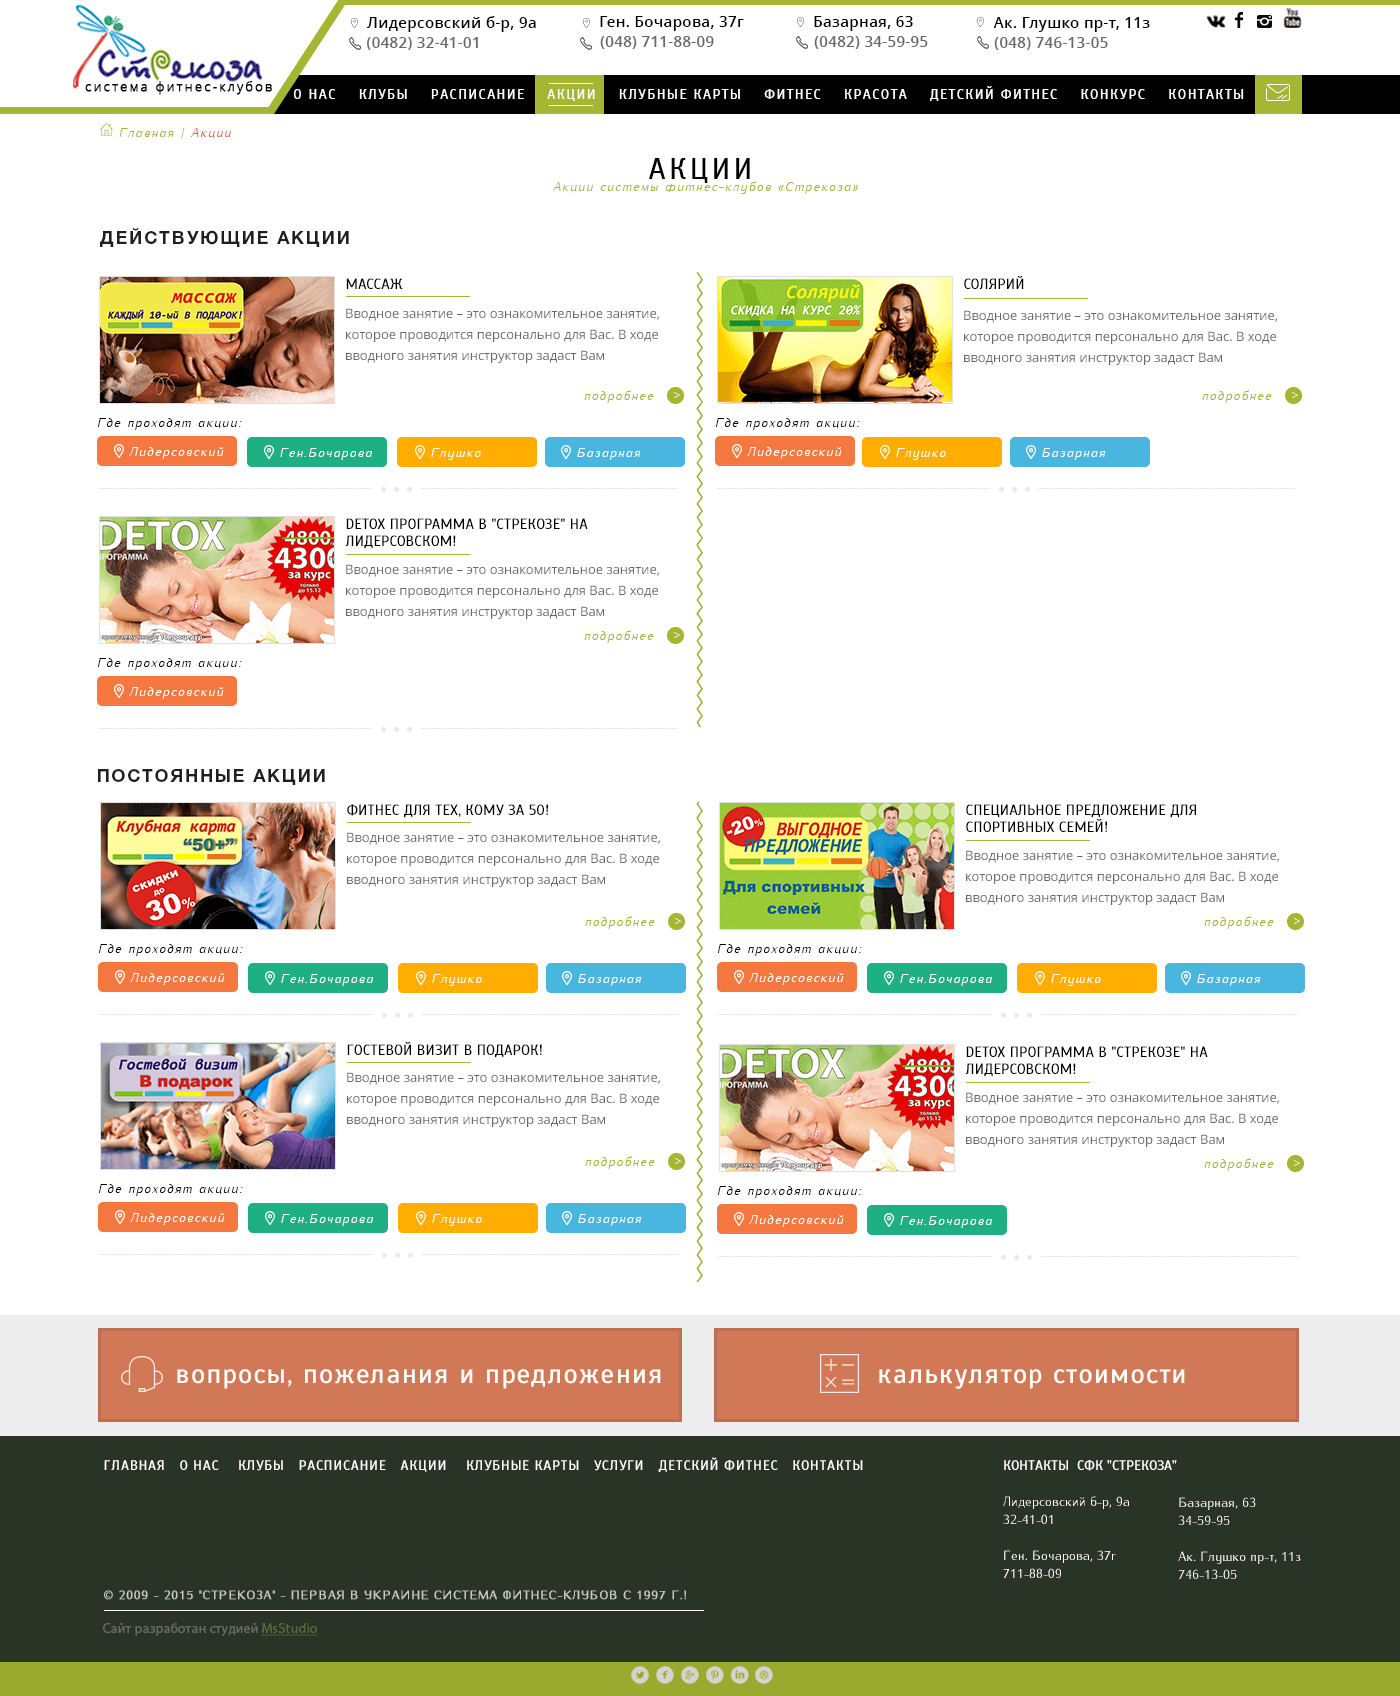 Стрекоза
система фитнес-клубов
Лидерсовский б-р, 9а
(0482) 32-41-01
Ген. Бочарова, 37г
(048) 711-88-09
Базарная, 63
(0482) 34-59-95
Ак. Глушко пр-т, 11з
(048) 746-13-05
You Tube
О НАС КЛУБЫ РАСПИСАНИЕ АКЦИИ КЛУБНЫЕ КАРТЫ ФИТНЕС КРАСОТА ДЕТСКИЙ ФИТНЕС КОНКУРС КОНТАКТЫ
Главная | Акции
АКЦИИ
Акции системы фитнес-клубов «Стрекоза»
ДЕЙСТВУЮЩИЕ АКЦИИ
массаж
КАЖДЫЙ 10-ый В ПОДАРОК!
МАССАЖ
Вводное занятие – это ознакомительное занятие,
которое проводится персонально для Вас. В ходе
вводного занятия инструктор задаст Вам
подробнее >
Где проходят акции:
Лидерсовский Ген.Бочарова Глушко Базарная
Солярий
СКИДКА НА КУРС 20%
СОЛЯРИЙ
Вводное занятие – это ознакомительное занятие,
которое проводится персонально для Вас. В ходе
вводного занятия инструктор задаст Вам
подробнее >
Где проходят акции:
Лидерсовский Глушко Базарная
DETOX
ПРОГРАММА
4800
4300
за курс
только
до 15.12
DETOX ПРОГРАММА В "СТРЕКОЗЕ" НА
ЛИДЕРСОВСКОМ!
Вводное занятие – это ознакомительное занятие,
которое проводится персонально для Вас. В ходе
вводного занятия инструктор задаст Вам
подробнее >
Где проходят акции:
Лидерсовский
ПОСТОЯННЫЕ АКЦИИ
Клубная карта
“50+”
скидки
до
30%
ФИТНЕС ДЛЯ ТЕХ, КОМУ ЗА 50!
Вводное занятие – это ознакомительное занятие,
которое проводится персонально для Вас. В ходе
вводного занятия инструктор задаст Вам
подробнее >
Где проходят акции:
Лидерсовский Ген.Бочарова Глушко Базарная
-20%
ВЫГОДНОЕ
ПРЕДЛОЖЕНИЕ
Для спортивных
семей
СПЕЦИАЛЬНОЕ ПРЕДЛОЖЕНИЕ ДЛЯ
СПОРТИВНЫХ СЕМЕЙ!
Вводное занятие – это ознакомительное занятие,
которое проводится персонально для Вас. В ходе
вводного занятия инструктор задаст Вам
подробнее >
Где проходят акции:
Лидерсовский Ген.Бочарова Глушко Базарная
Гостевой визит
В подарок
ГОСТЕВОЙ ВИЗИТ В ПОДАРОК!
Вводное занятие – это ознакомительное занятие,
которое проводится персонально для Вас. В ходе
вводного занятия инструктор задаст Вам
подробнее >
Где проходят акции:
Лидерсовский Ген.Бочарова Глушко Базарная
DETOX
ПРОГРАММА
4800
4300
за курс
только
до 15.12
DETOX ПРОГРАММА В "СТРЕКОЗЕ" НА
ЛИДЕРСОВСКОМ!
Вводное занятие – это ознакомительное занятие,
которое проводится персонально для Вас. В ходе
вводного занятия инструктор задаст Вам
подробнее >
Где проходят акции:
Лидерсовский Ген.Бочарова
вопросы, пожелания и предложения
калькулятор стоимости
ГЛАВНАЯ О НАС КЛУБЫ РАСПИСАНИЕ АКЦИИ КЛУБНЫЕ КАРТЫ УСЛУГИ ДЕТСКИЙ ФИТНЕС КОНТАКТЫ
КОНТАКТЫ СФК "СТРЕКОЗА"
Лидерсовский б-р, 9а
32-41-01
Базарная, 63
34-59-95
Ген. Бочарова, 37г
711-88-09
Ак. Глушко пр-т, 11з
746-13-05
© 2009 - 2015 "СТРЕКОЗА" - ПЕРВАЯ В УКРАИНЕ СИСТЕМА ФИТНЕС-КЛУБОВ С 1997 Г.!
Сайт разработан студией MsStudio